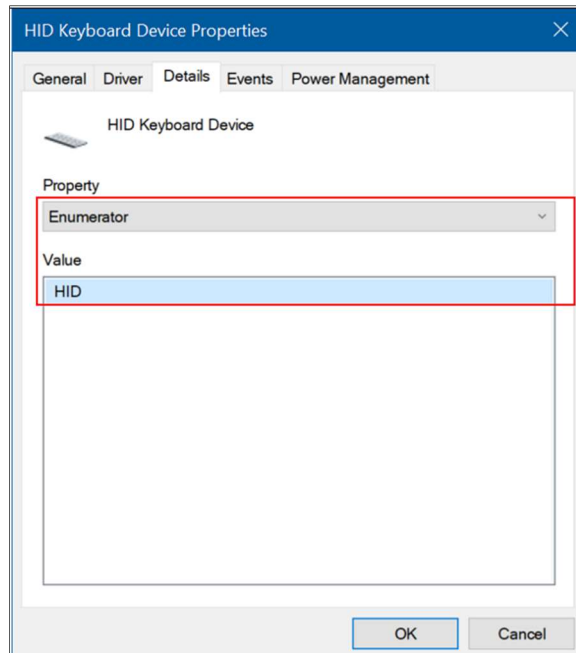 HID Keyboard Device Properties
General Driver Details Events Power Management
HID Keyboard Device
Property
Enumerator
Value
HID
OK Cancel